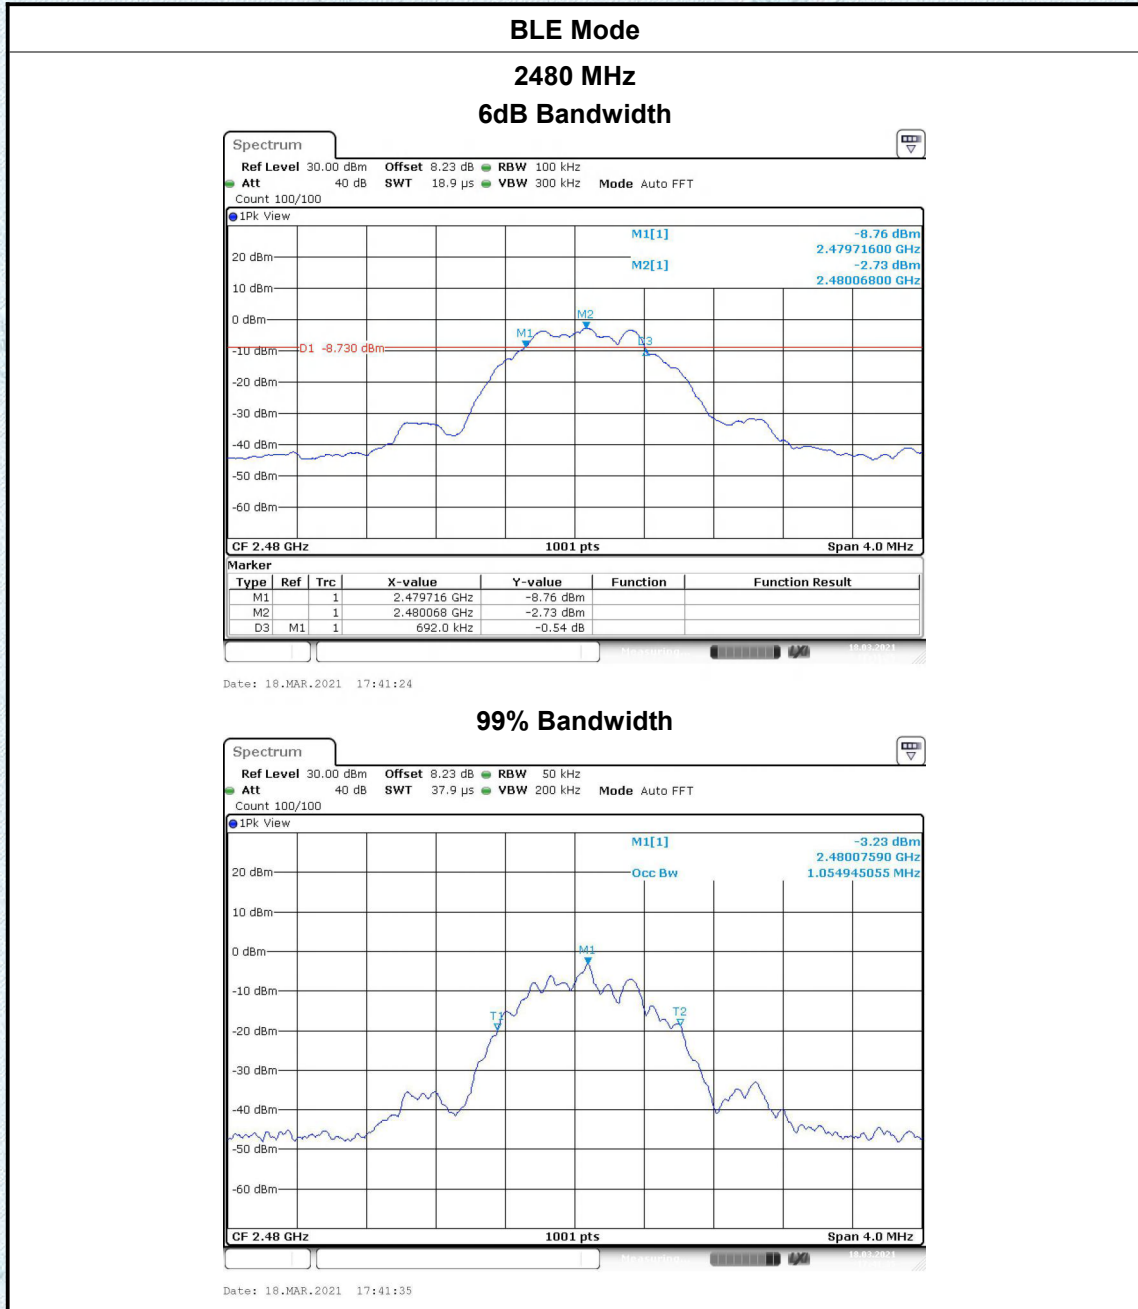 BLE Mode
2480 MHz
6dB Bandwidth
Spectrum
Ref Level 30.00 dBm Offset 8.23 dB RBW 100 kHz
Att 40 dB SWT 18.9 µs VBW 300 kHz Mode Auto FFT
Count 100/100
1Pk View
M1[1] -8.76 dBm
2.47971600 GHz
M2[1] -2.73 dBm
2.48006800 GHz
20 dBm
10 dBm
0 dBm
M2
M1
D3
-10 dBm
D1 -8.730 dBm
-20 dBm
-30 dBm
-40 dBm
-50 dBm
-60 dBm
CF 2.48 GHz 1001 pts Span 4.0 MHz
Marker
Type Ref Trc X-value Y-value Function Function Result
M1 1 2.479716 GHz -8.76 dBm
M2 1 2.480068 GHz -2.73 dBm
D3 M1 1 692.0 kHz -0.54 dB
Measuring 18.03.2021
Date: 18.MAR.2021 17:41:24
99% Bandwidth
Spectrum
Ref Level 30.00 dBm Offset 8.23 dB RBW 50 kHz
Att 40 dB SWT 37.9 µs VBW 200 kHz Mode Auto FFT
Count 100/100
1Pk View
M1[1] -3.23 dBm
2.48007590 GHz
Occ Bw 1.054945055 MHz
20 dBm
10 dBm
0 dBm
M1
-10 dBm
T1
T2
-20 dBm
-30 dBm
-40 dBm
-50 dBm
-60 dBm
CF 2.48 GHz 1001 pts Span 4.0 MHz
Measuring 18.03.2021
Date: 18.MAR.2021 17:41:35